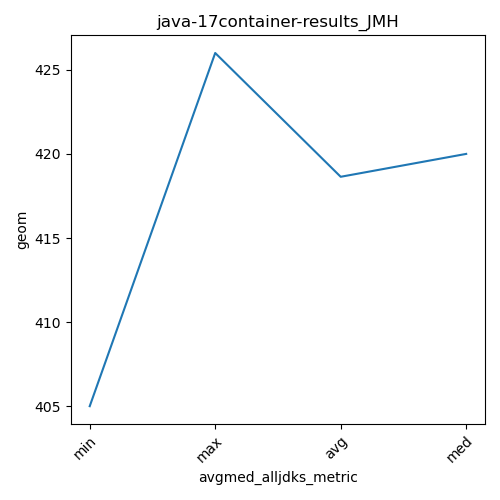 java-17container-results_JMH
geom
425
420
415
410
405
min
max
avg
med
avgmed_alljdks_metric